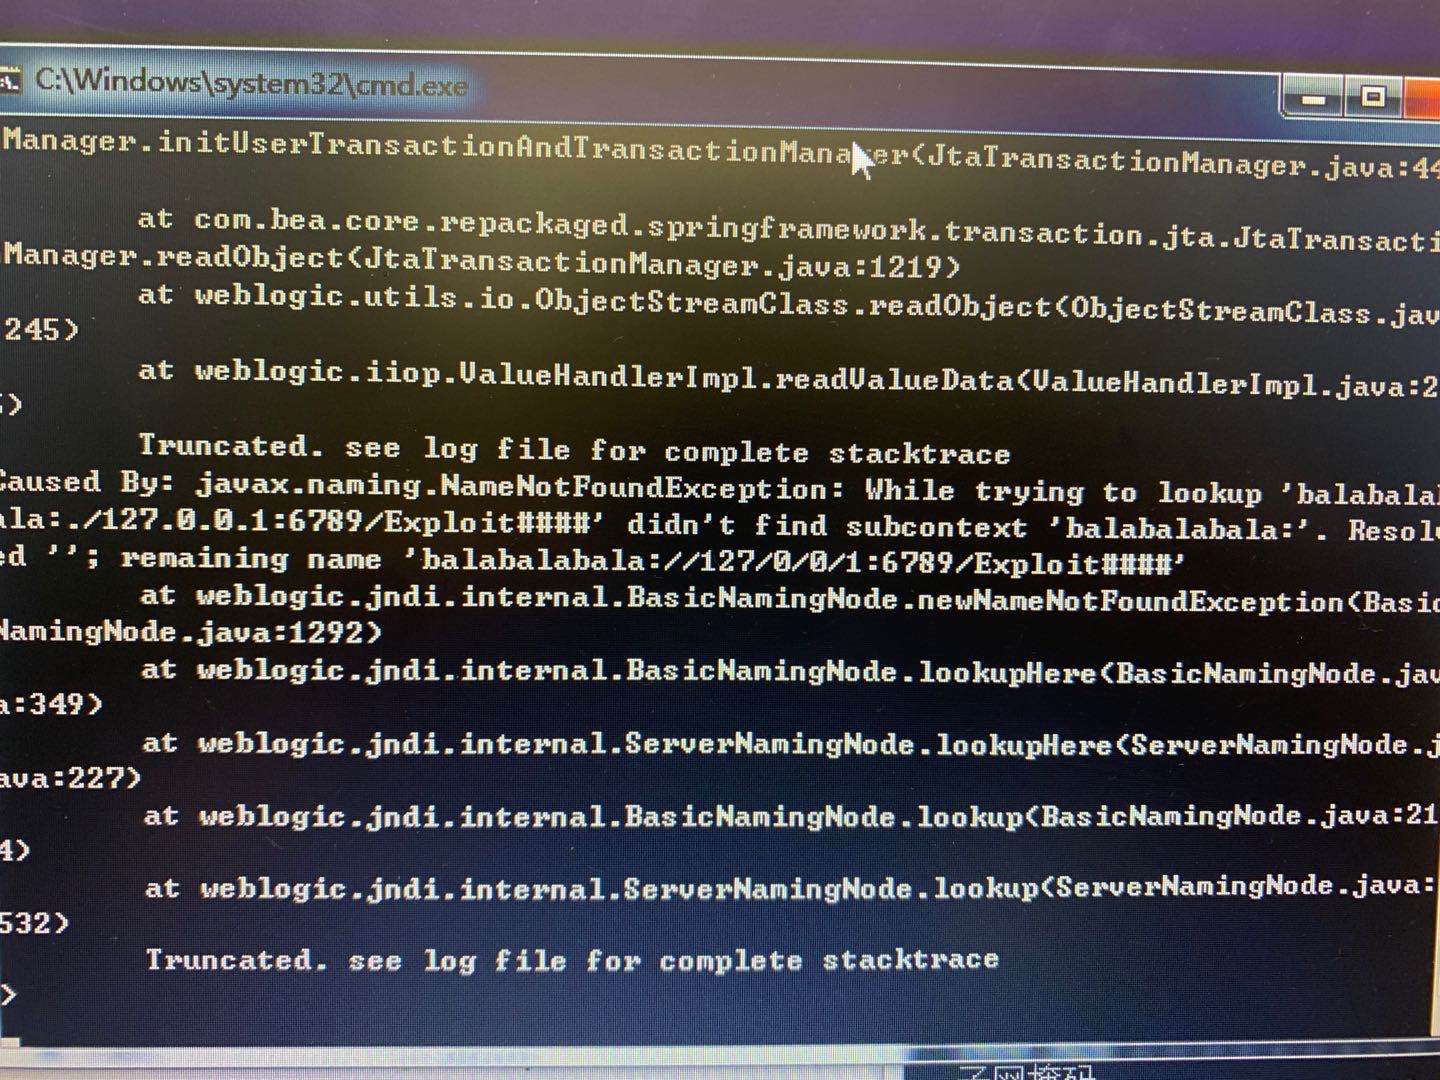 C:\Windows\system32\cmd.exe
Manager.initUserTransactionAndTransactionManager(JtaTransactionManager.java:44
at com.bea.core.repackaged.springframework.transaction.jta.JtaTransacti
Manager.readObject(JtaTransactionManager.java:1219)
at weblogic.utils.io.ObjectStreamClass.readObject(ObjectStreamClass.jav
245)
at weblogic.iiop.ValueHandlerImpl.readValueData(ValueHandlerImpl.java:2
)
Truncated. see log file for complete stacktrace
Caused By: javax.naming.NameNotFoundException: While trying to lookup 'balabalab
ala:./127.0.0.1:6789/Exploit####' didn't find subcontext 'balabalabala:'. Resolv
ed ''; remaining name 'balabalabala://127/0/0/1:6789/Exploit####'
at weblogic.jndi.internal.BasicNamingNode.newNameNotFoundException(Basic
NamingNode.java:1292)
at weblogic.jndi.internal.BasicNamingNode.lookupHere(BasicNamingNode.jav
a:349)
at weblogic.jndi.internal.ServerNamingNode.lookupHere(ServerNamingNode.j
ava:227)
at weblogic.jndi.internal.BasicNamingNode.lookup(BasicNamingNode.java:21
4)
at weblogic.jndi.internal.ServerNamingNode.lookup(ServerNamingNode.java:
532)
Truncated. see log file for complete stacktrace
>